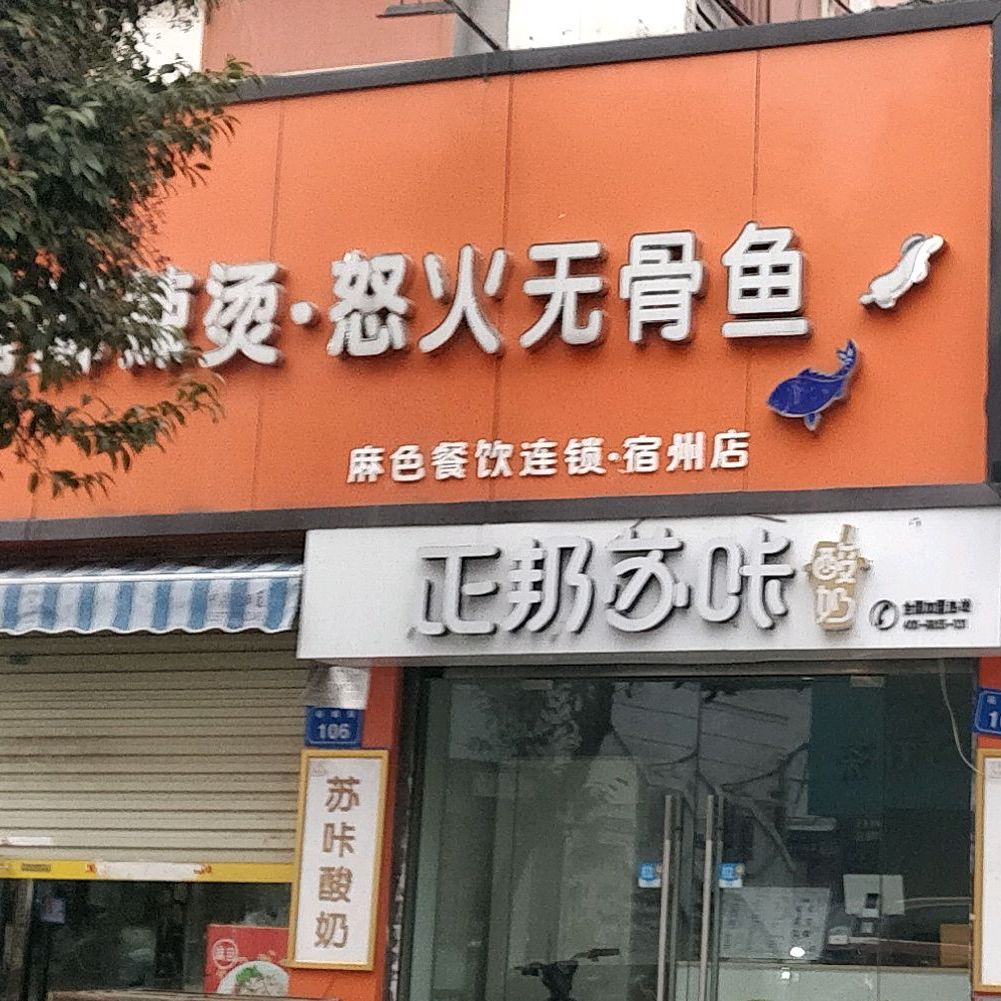 烫·怒火无骨鱼
麻色餐饮连锁·宿州店
正邦苏咔
酸奶
106
苏咔酸奶